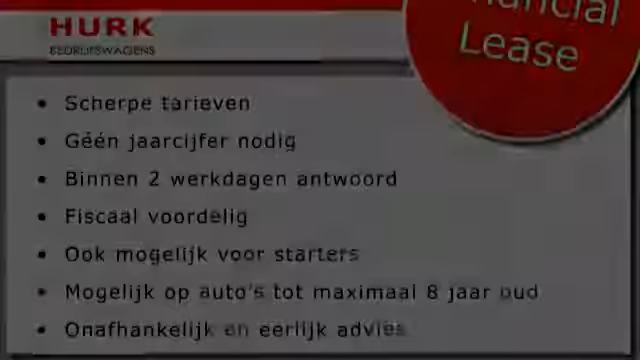 HURK
BEDRIJFSWAGENS
Lease
• Scherpe tarieven
• Géén jaarcijfer nodig
• Binnen 2 werkdagen antwoord
• Fiscaal voordelig
• Ook mogelijk voor starters
• Mogelijk op auto's tot maximaal 8 jaar oud
• Onafhankelijk en eerlijk advies